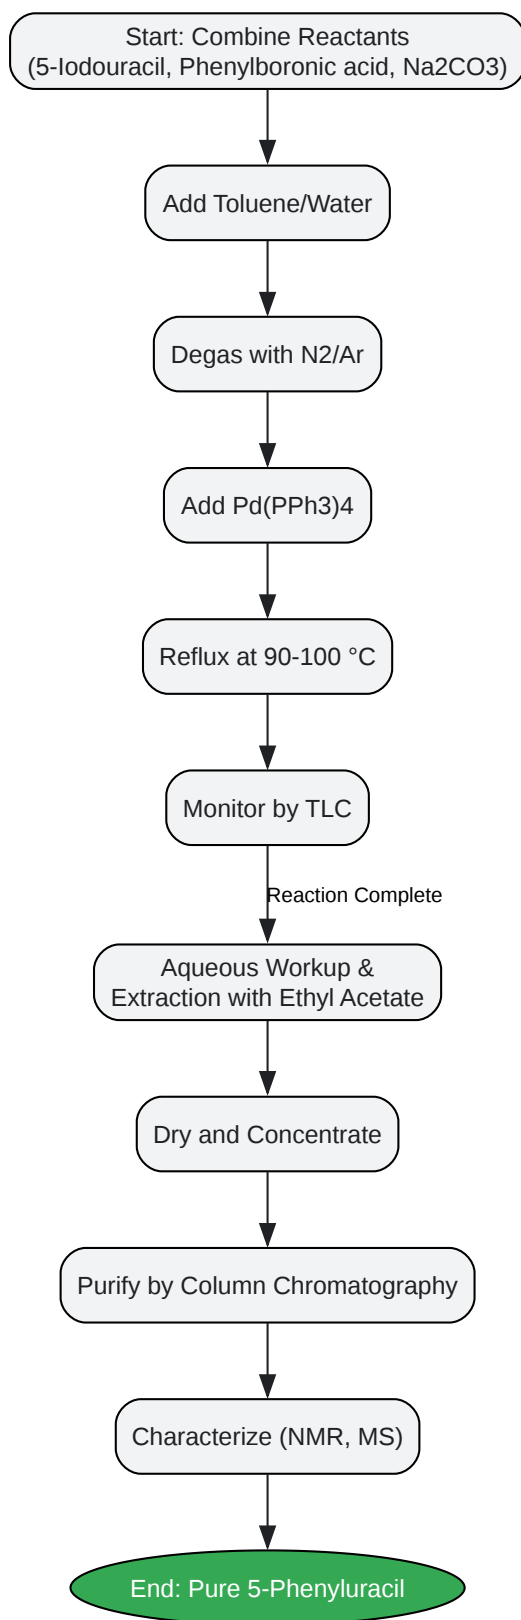 Start: Combine Reactants
(5-Iodouracil, Phenylboronic acid, Na2CO3)
Add Toluene/Water
Degas with N2/Ar
Add Pd(PPh3)4
Reflux at 90-100 °C
Monitor by TLC
Reaction Complete
Aqueous Workup &
Extraction with Ethyl Acetate
Dry and Concentrate
Purify by Column Chromatography
Characterize (NMR, MS)
End: Pure 5-Phenyluracil